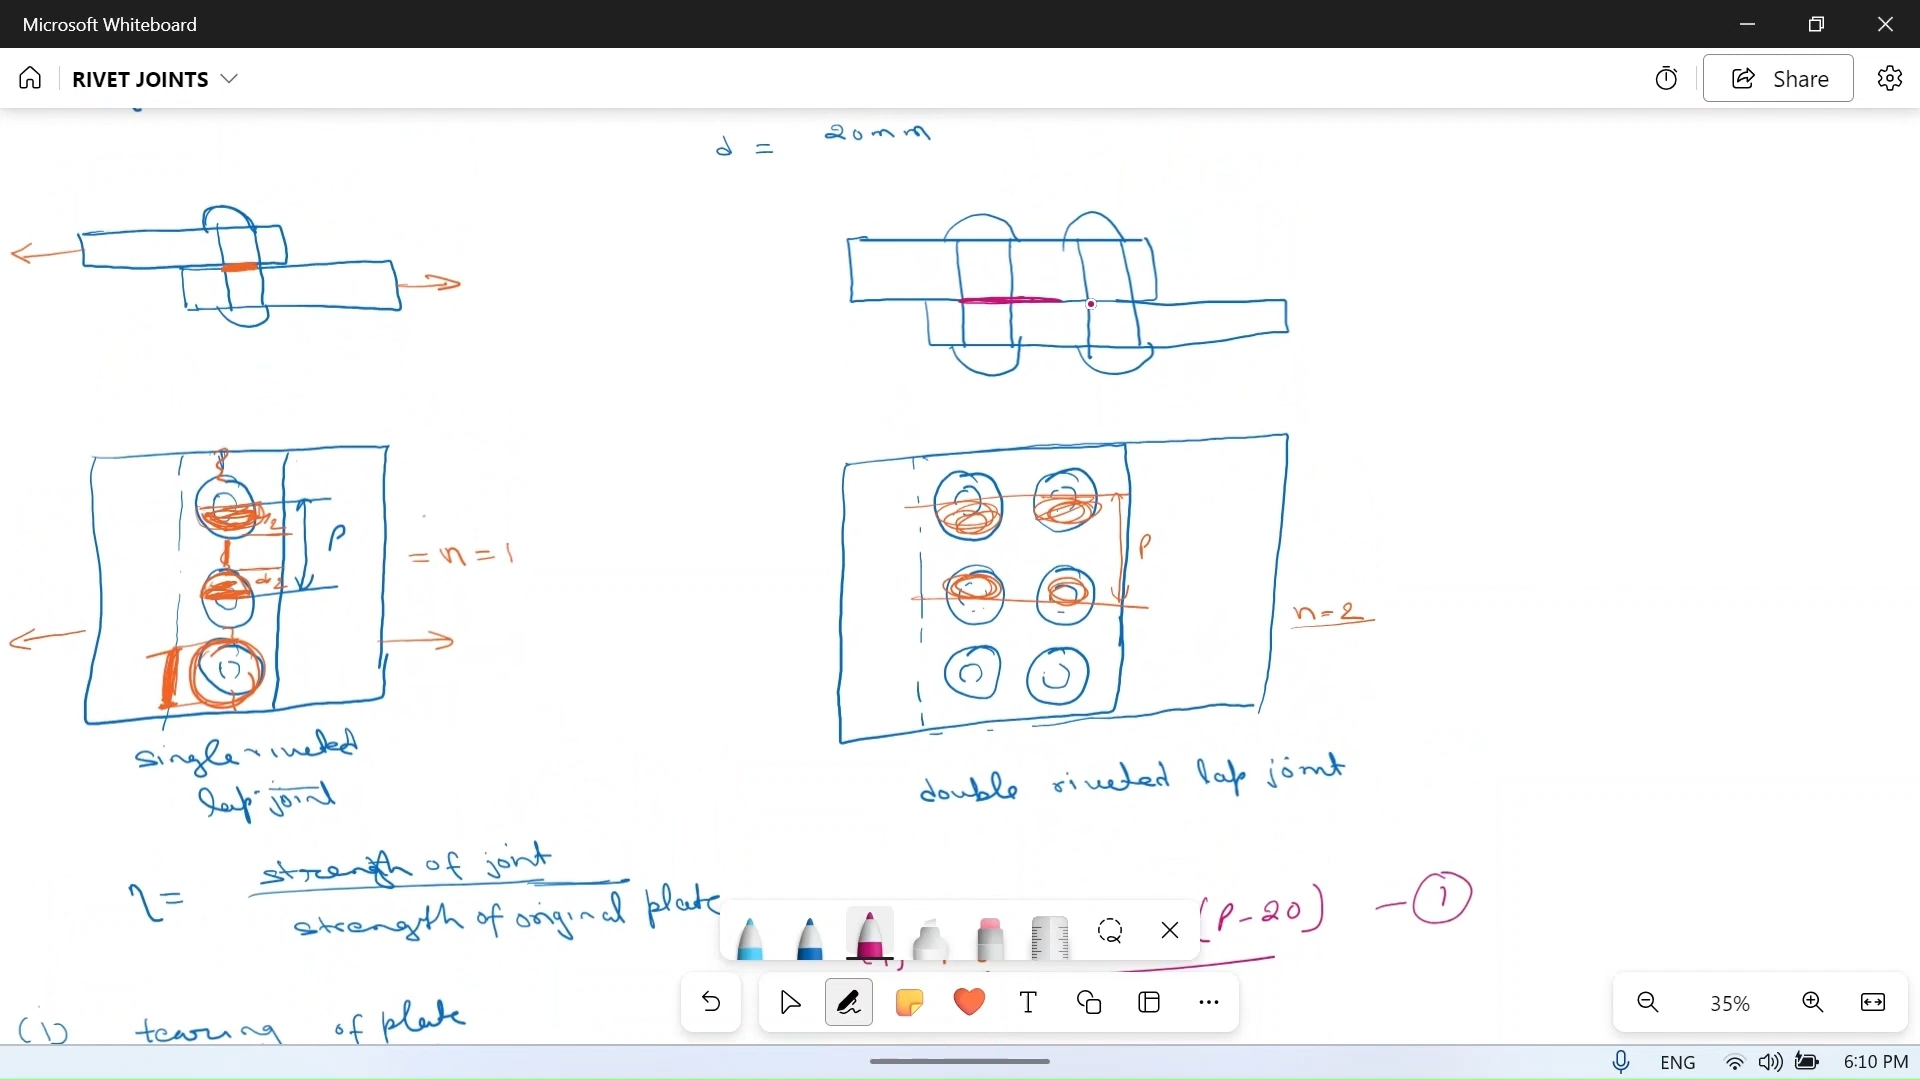 Microsoft Whiteboard
RIVET JOINTS
Share
d = 20mm
P
= n = 1
P
n=2
single riveted
lap joint
double riveted lap joint
η = strength of joint
strength of original plate
(P-20) - 1
(i) tearing of plate
35%
ENG
6:10 PM